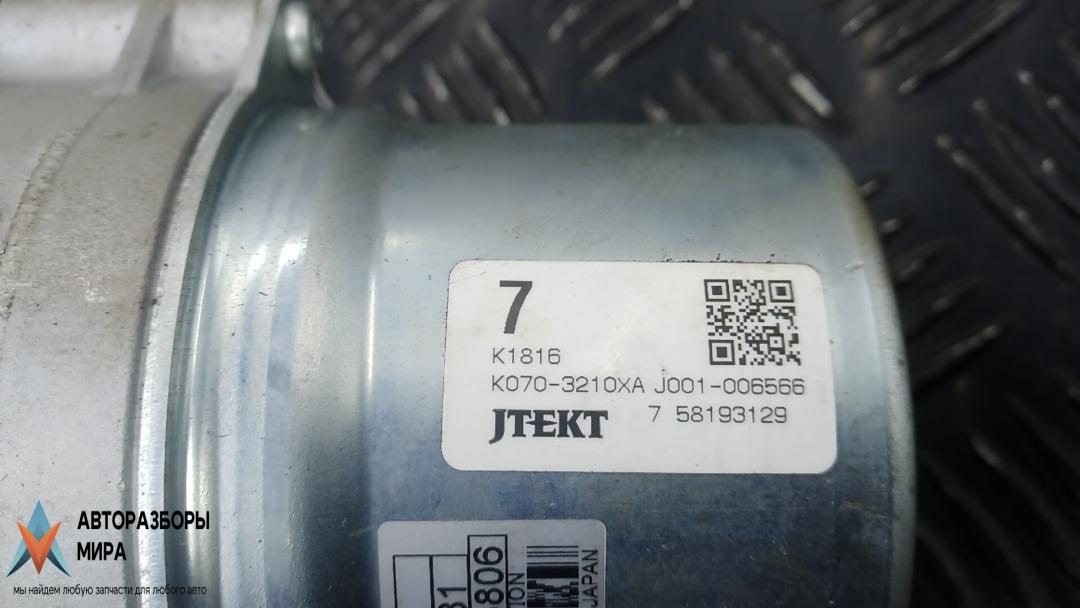 7
K1816
K070-3210XA J001-006566
JTEKT 7 58193129
806
JAPAN
АВТОРАЗБОРЫ
МИРА
мы найдем любую запчасти для любого авто